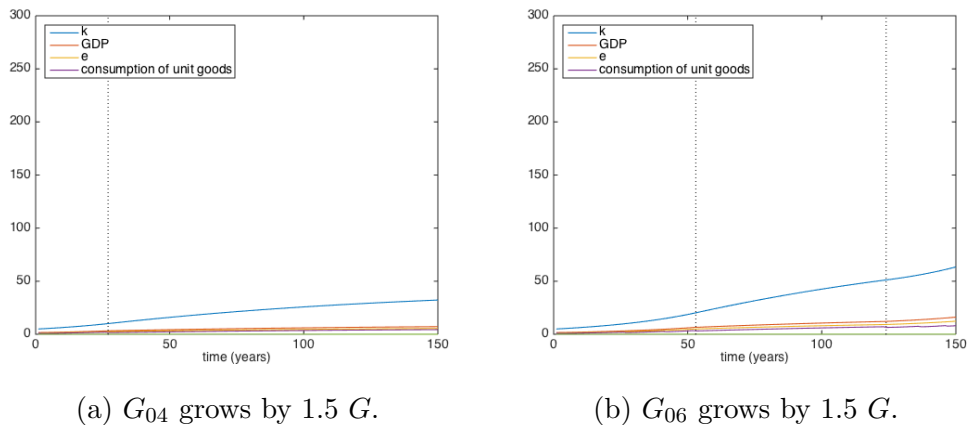 300
250
200
150
100
50
0
k
GDP
e
consumption of unit goods
0 50 100 150
time (years)
(a) G04 grows by 1.5 G.
300
250
200
150
100
50
0
k
GDP
e
consumption of unit goods
0 50 100 150
time (years)
(b) G06 grows by 1.5 G.